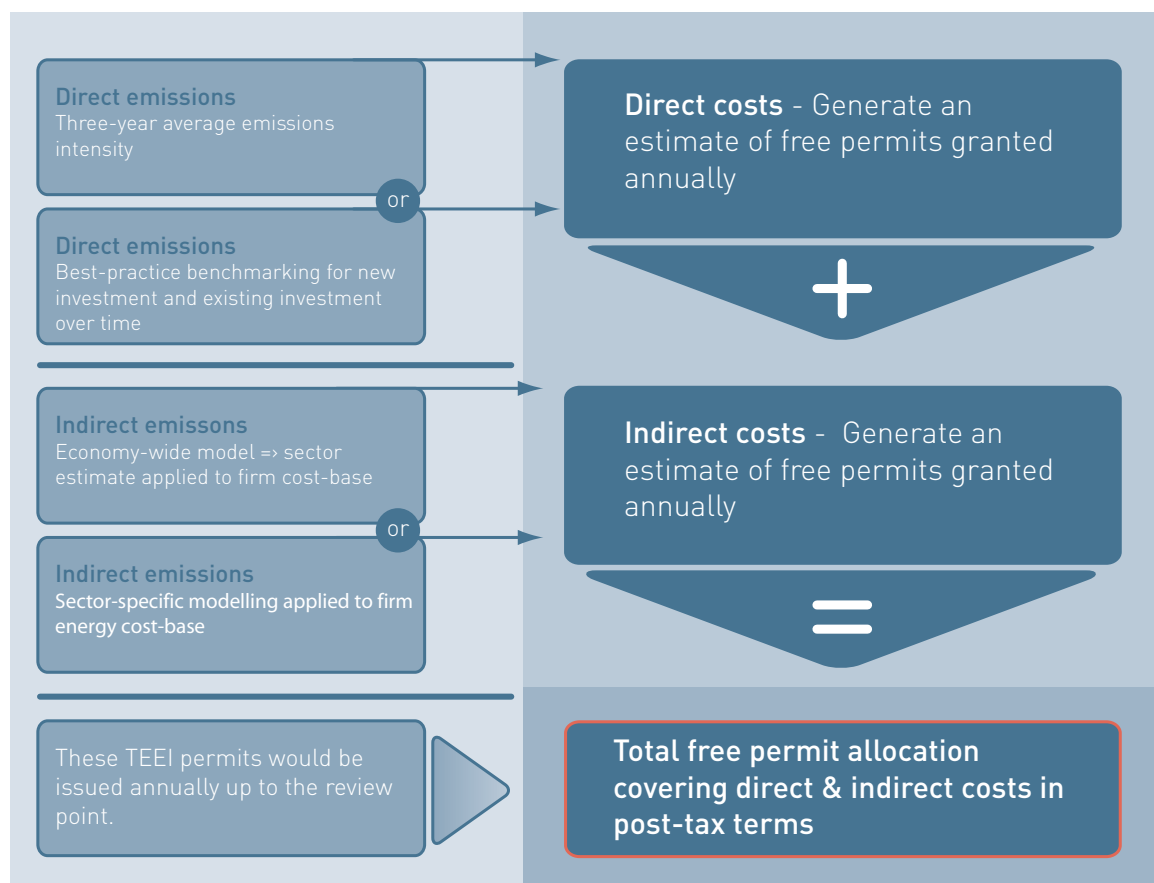 Direct emissions
Three-year average emissions
intensity
or
Direct emissions
Best-practice benchmarking for new
investment and existing investment
over time
Direct costs - Generate an
estimate of free permits granted
annually
+
Indirect emissons
Economy-wide model => sector
estimate applied to firm cost-base
or
Indirect emissions
Sector-specific modelling applied to firm
energy cost-base
Indirect costs - Generate an
estimate of free permits granted
annually
=
These TEEI permits would be
issued annually up to the review
point.
Total free permit allocation
covering direct & indirect costs in
post-tax terms